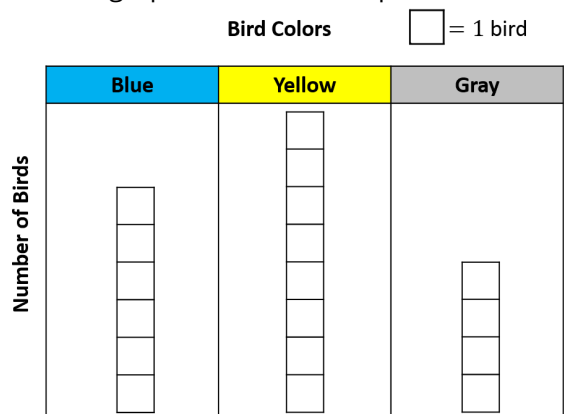 Bird Colors
= 1 bird
Blue Yellow Gray
Number of Birds